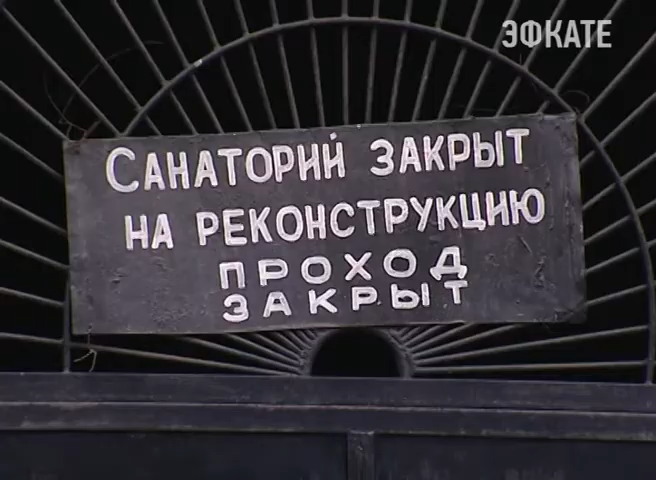 ЭФКАТЕ
САНАТОРИЙ ЗАКРЫТ
НА РЕКОНСТРУКЦИЮ
ПРОХОД
ЗАКРЫТ